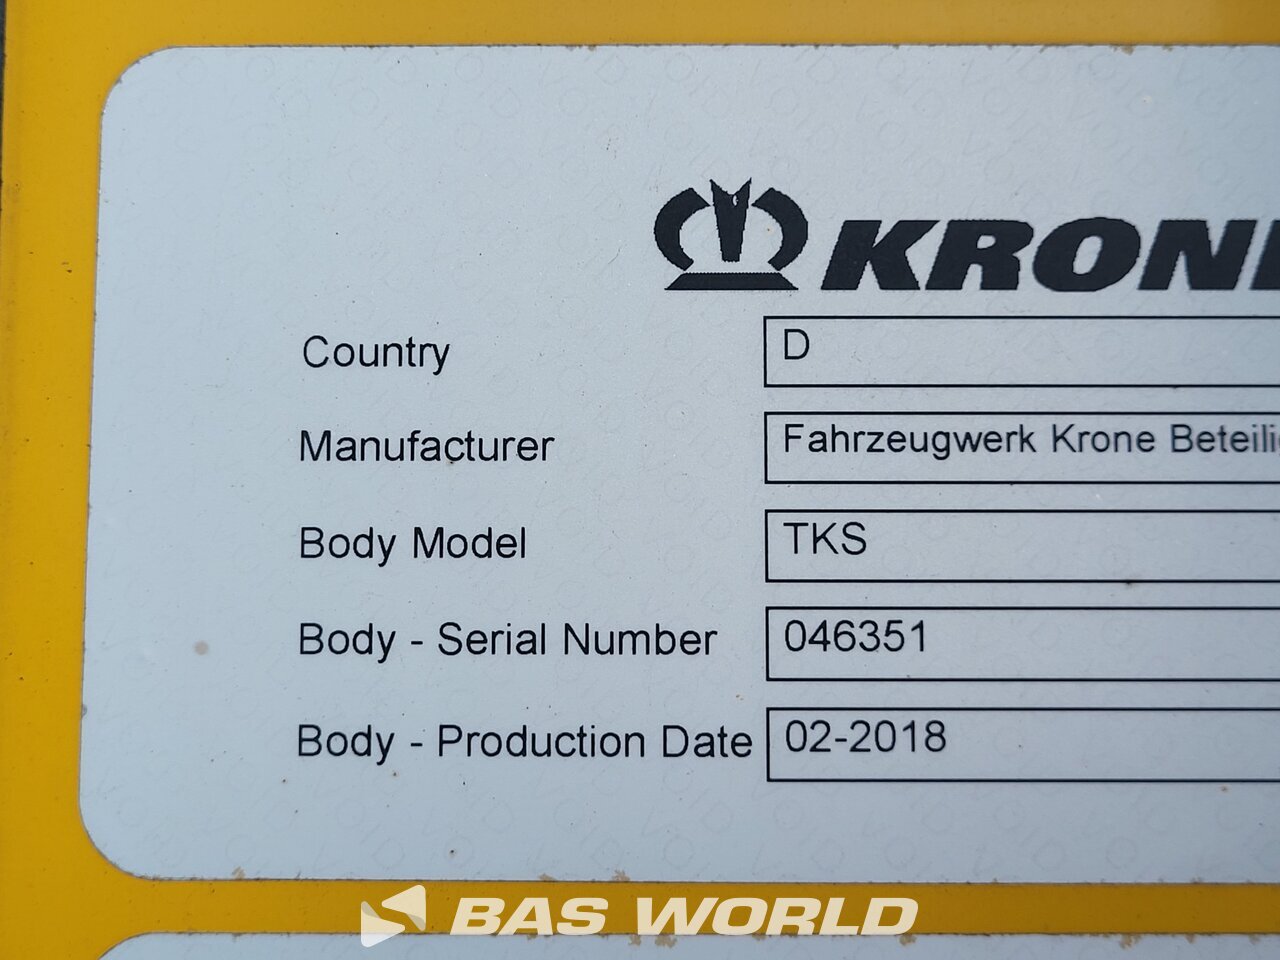 KRONE
Country D
Manufacturer Fahrzeugwerk Krone
Body Model TKS
Body - Serial Number 046351
Body - Production Date 02-2018
BAS WORLD